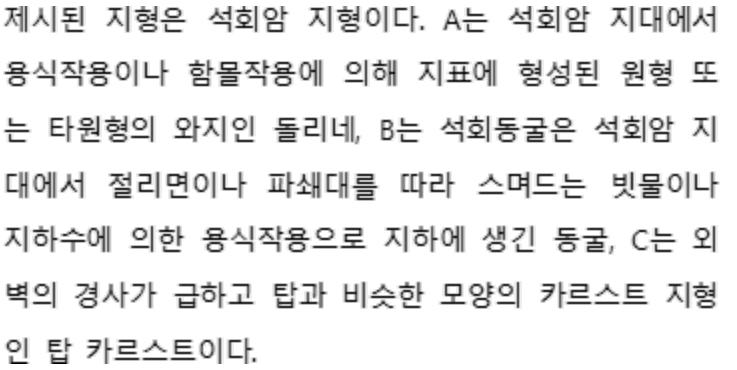 제시된 지형은 석회암 지형이다. A는 석회암 지대에서
용식작용이나 함몰작용에 의해 지표에 형성된 원형 또
는 타원형의 와지인 돌리네, B는 석회동굴은 석회암 지
대에서 절리면이나 파쇄대를 따라 스며드는 빗물이나
지하수에 의한 용식작용으로 지하에 생긴 동굴, C는 외
벽의 경사가 급하고 탑과 비슷한 모양의 카르스트 지형
인 탑 카르스트이다.